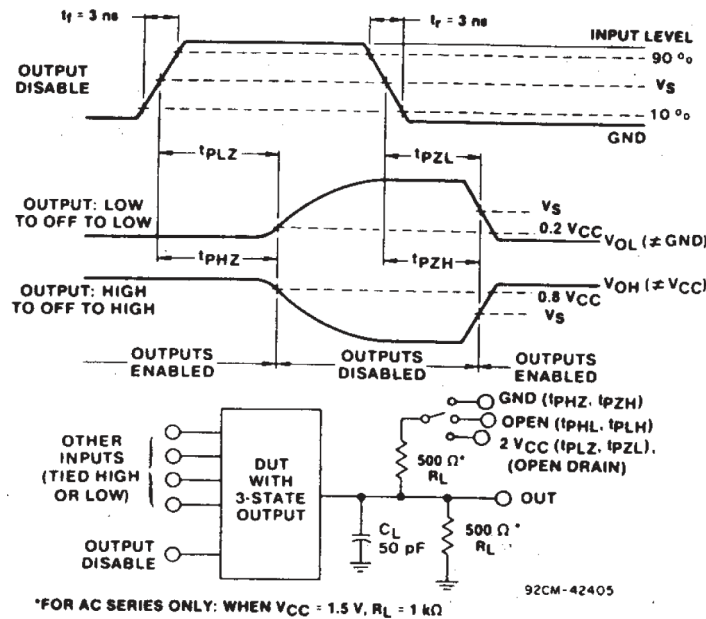 tf = 3 ns
tr = 3 ns
INPUT LEVEL
90 %
OUTPUT
DISABLE
VS
10 %
GND
tPLZ
tPZL
OUTPUT: LOW
TO OFF TO LOW
VS
0.2 VCC
VOL (≠ GND)
tPHZ
tPZH
OUTPUT: HIGH
TO OFF TO HIGH
VOH (≠ VCC)
0.8 VCC
VS
OUTPUTS
ENABLED
OUTPUTS
DISABLED
OUTPUTS
ENABLED
GND (tPHZ, tPZH)
OPEN (tPHL, tPLH)
2 VCC (tPLZ, tPZL),
(OPEN DRAIN)
OTHER
INPUTS
(TIED HIGH
OR LOW)
DUT
WITH
3-STATE
OUTPUT
500 Ω*
RL
OUT
OUTPUT
DISABLE
CL
50 pF
500 Ω*
RL
92CM-42405
*FOR AC SERIES ONLY: WHEN VCC = 1.5 V, RL = 1 kΩ